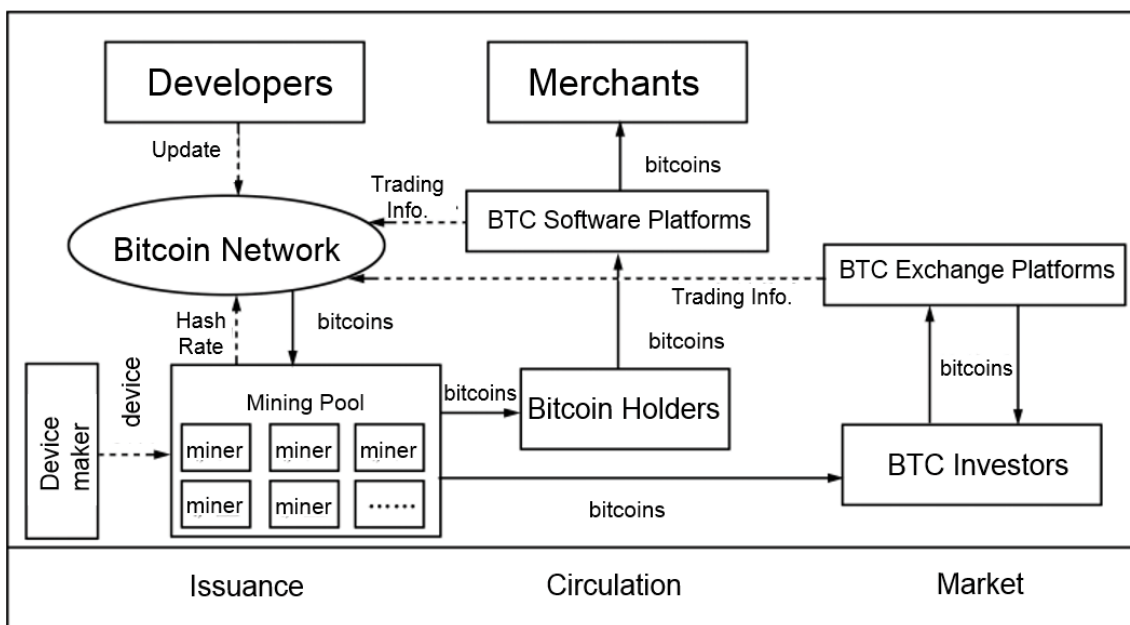 Developers
Merchants
Update
bitcoins
Trading
Info.
BTC Software Platforms
Bitcoin Network
BTC Exchange Platforms
Trading Info.
Hash
Rate
bitcoins
bitcoins
bitcoins
device
Mining Pool
bitcoins
Bitcoin Holders
Device
maker
miner
miner
miner
BTC Investors
miner
miner
······
bitcoins
Issuance
Circulation
Market